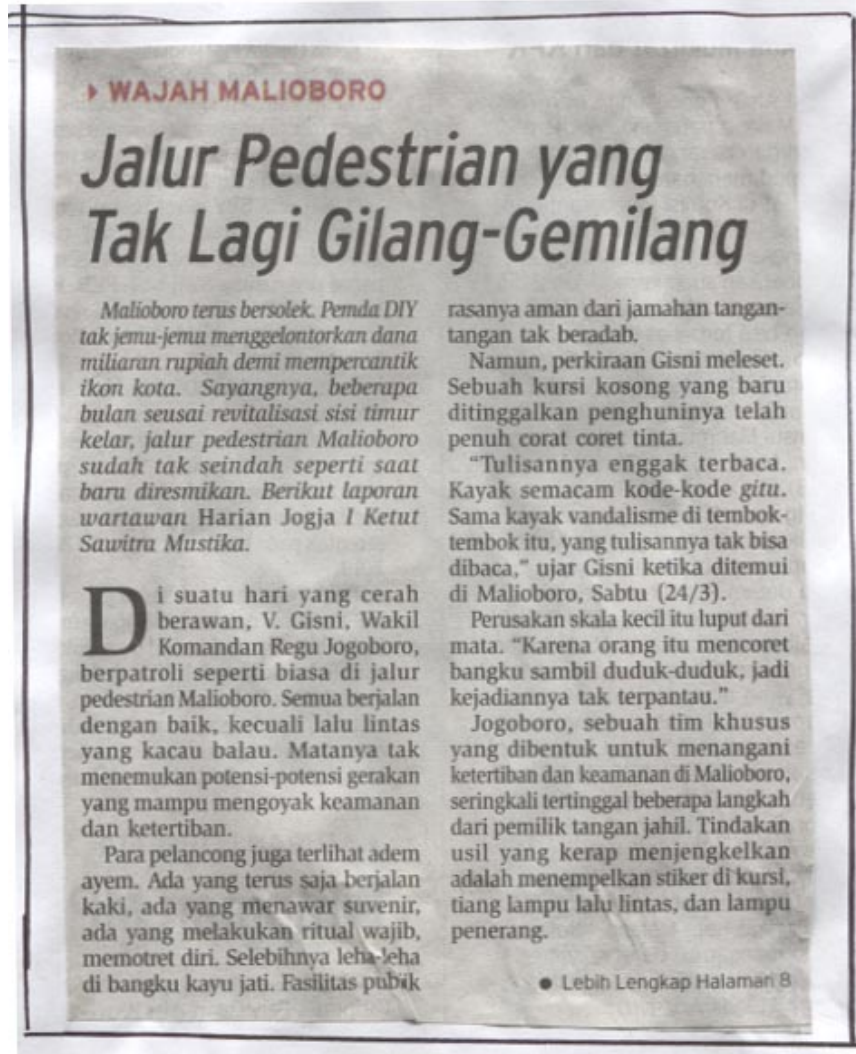 WAJAH MALIOBORO
Jalur Pedestrian yang
Tak Lagi Gilang-Gemilang
Malioboro terus bersolek. Pemda DIY
tak jemu-jemu menggelontorkan dana
miliaran rupiah demi mempercantik
ikon kota. Sayangnya, beberapa
bulan seusai revitalisasi sisi timur
kelar, jalur pedestrian Malioboro
sudah tak seindah seperti saat
baru diresmikan. Berikut laporan
wartawan Harian Jogja I Ketut
Sawitra Mustika.
Di suatu hari yang cerah
berawan, V. Gisni, Wakil
Komandan Regu Jogoboro,
berpatroli seperti biasa di jalur
pedestrian Malioboro. Semua berjalan
dengan baik, kecuali lalu lintas
yang kacau balau. Matanya tak
menemukan potensi-potensi gerakan
yang mampu mengoyak keamanan
dan ketertiban.
Para pelancong juga terlihat adem
ayem. Ada yang terus saja berjalan
kaki, ada yang menawar suvenir,
ada yang melakukan ritual wajib,
memotret diri. Selebihnya leha-leha
di bangku kayu jati. Fasilitas pubik
rasanya aman dari jamahan tangan-
tangan tak beradab.
Namun, perkiraan Gisni meleset.
Sebuah kursi kosong yang baru
ditinggalkan penghuninya telah
penuh corat coret tinta.
“Tulisannya enggak terbaca.
Kayak semacam kode-kode gitu.
Sama kayak vandalisme di tembok-
tembok itu, yang tulisannya tak bisa
dibaca,” ujar Gisni ketika ditemui
di Malioboro, Sabtu (24/3).
Perusakan skala kecil itu luput dari
mata. “Karena orang itu mencoret
bangku sambil duduk-duduk, jadi
kejadiannya tak terpantau.”
Jogoboro, sebuah tim khusus
yang dibentuk untuk menangani
ketertiban dan keamanan di Malioboro,
seringkali tertinggal beberapa langkah
dari pemilik tangan jahil. Tindakan
usil yang kerap menjengkelkan
adalah menempelkan stiker di kursi,
tiang lampu lalu lintas, dan lampu
penerang.
● Lebih Lengkap Halaman 8